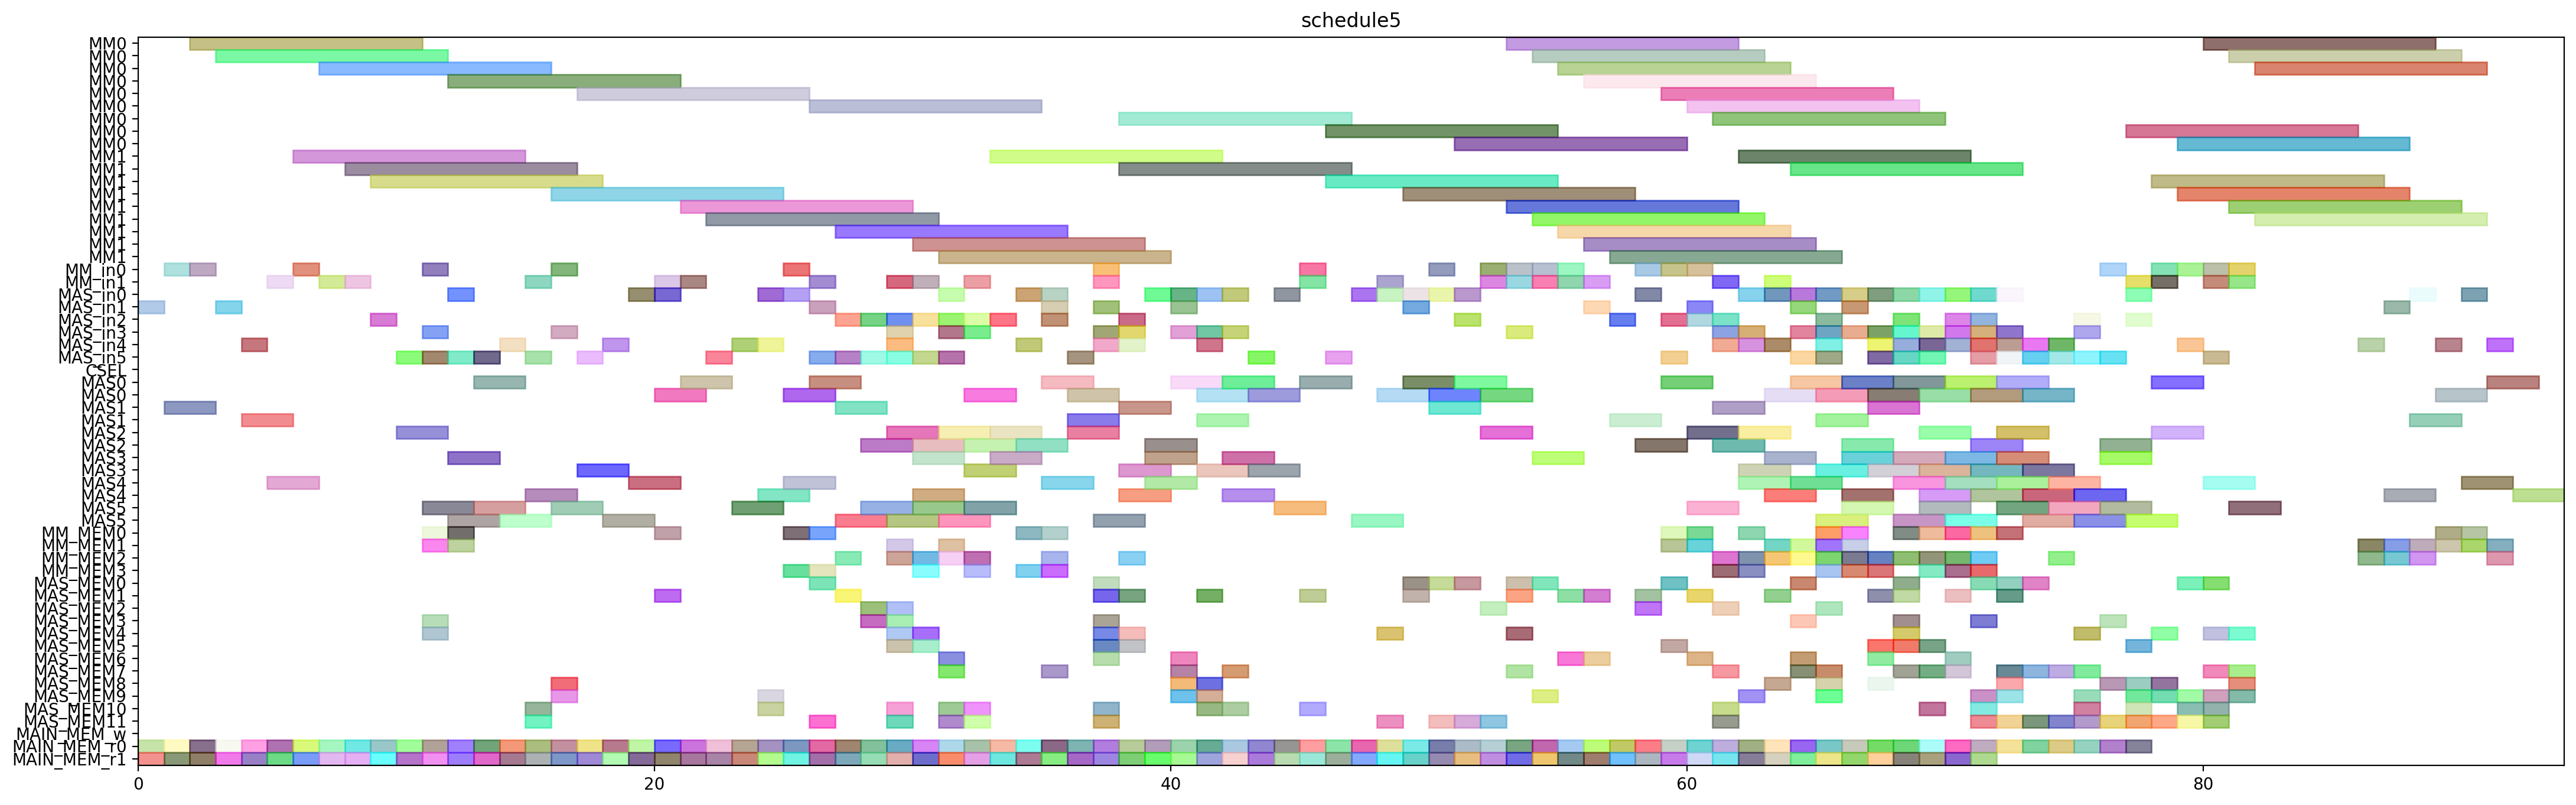 schedule5
MM0
MM0
MM0
MM0
MM0
MM0
MM0
MM0
MM0
MM1
MM1
MM1
MM1
MM1
MM1
MM1
MM1
MM1
MM_in0
MM_in1
MAS_in0
MAS_in1
MAS_in2
MAS_in3
MAS_in4
MAS_in5
CSEL
MAS0
MAS0
MAS1
MAS1
MAS2
MAS2
MAS3
MAS3
MAS4
MAS4
MAS5
MAS5
MM_MEM0
MM_MEM1
MM_MEM2
MM_MEM3
MAS_MEM0
MAS_MEM1
MAS_MEM2
MAS_MEM3
MAS_MEM4
MAS_MEM5
MAS_MEM6
MAS_MEM7
MAS_MEM8
MAS_MEM9
MAS_MEM10
MAS_MEM11
MAIN_MEM_w
MAIN_MEM_r0
MAIN_MEM_r1
0 20 40 60 80